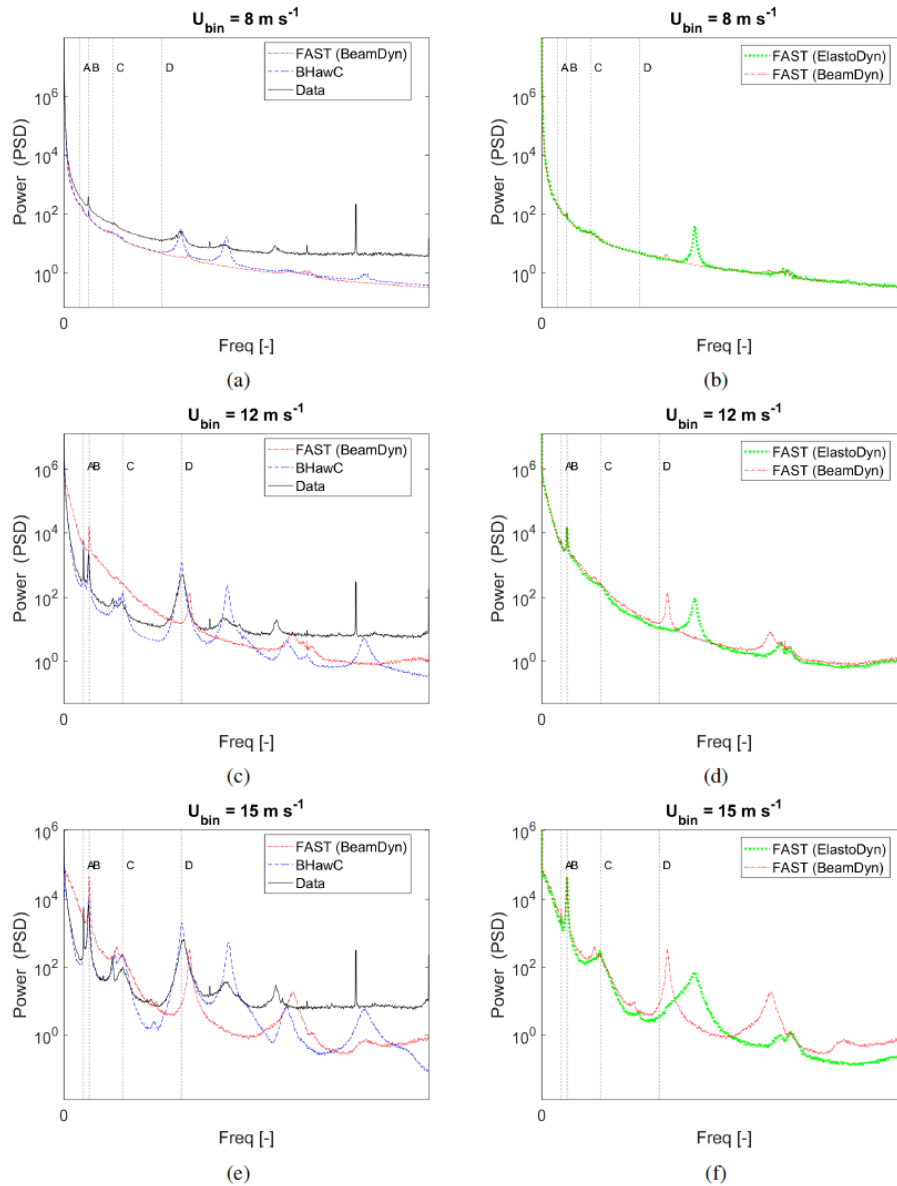 U_bin = 8 m s^-1
FAST (BeamDyn)
BHawC
Data
A B C D
Power (PSD)
10^6
10^4
10^2
10^0
0
Freq [-]
(a)
U_bin = 8 m s^-1
FAST (ElastoDyn)
FAST (BeamDyn)
A B C D
Power (PSD)
10^6
10^4
10^2
10^0
0
Freq [-]
(b)
U_bin = 12 m s^-1
FAST (BeamDyn)
BHawC
Data
A B C D
Power (PSD)
10^6
10^4
10^2
10^0
0
Freq [-]
(c)
U_bin = 12 m s^-1
FAST (ElastoDyn)
FAST (BeamDyn)
A B C D
Power (PSD)
10^6
10^4
10^2
10^0
0
Freq [-]
(d)
U_bin = 15 m s^-1
FAST (BeamDyn)
BHawC
Data
A B C D
Power (PSD)
10^6
10^4
10^2
10^0
0
Freq [-]
(e)
U_bin = 15 m s^-1
FAST (ElastoDyn)
FAST (BeamDyn)
A B C D
Power (PSD)
10^6
10^4
10^2
10^0
0
Freq [-]
(f)